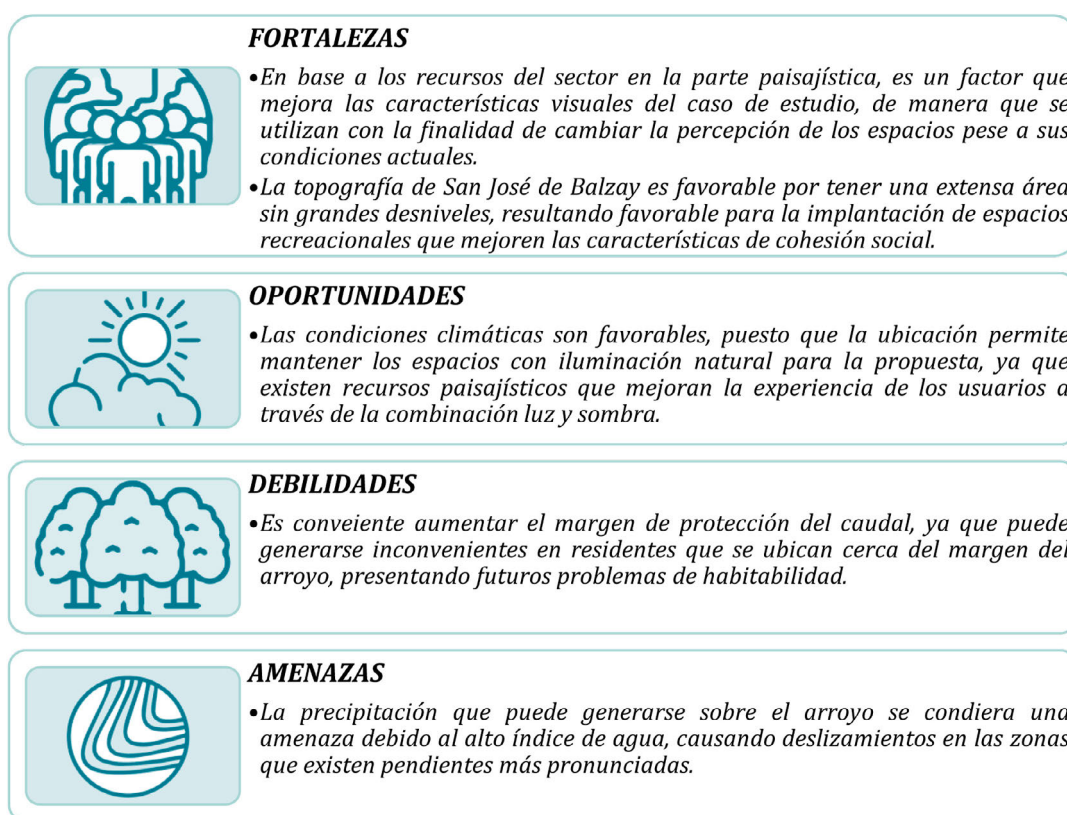 FORTALEZAS
•En base a los recursos del sector en la parte paisajística, es un factor que
mejora las características visuales del caso de estudio, de manera que se
utilizan con la finalidad de cambiar la percepción de los espacios pese a sus
condiciones actuales.
•La topografía de San José de Balzay es favorable por tener una extensa área
sin grandes desniveles, resultando favorable para la implantación de espacios
recreacionales que mejoren las características de cohesión social.
OPORTUNIDADES
•Las condiciones climáticas son favorables, puesto que la ubicación permite
mantener los espacios con iluminación natural para la propuesta, ya que
existen recursos paisajísticos que mejoran la experiencia de los usuarios a
través de la combinación luz y sombra.
DEBILIDADES
•Es conveiente aumentar el margen de protección del caudal, ya que puede
generarse inconvenientes en residentes que se ubican cerca del margen del
arroyo, presentando futuros problemas de habitabilidad.
AMENAZAS
•La precipitación que puede generarse sobre el arroyo se condiera una
amenaza debido al alto índice de agua, causando deslizamientos en las zonas
que existen pendientes más pronunciadas.